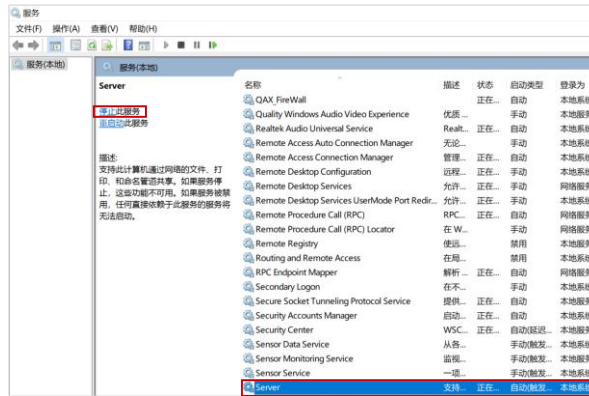 服务
文件(F) 操作(A) 查看(V) 帮助(H)
服务(本地)
服务(本地)
Server
停止此服务
重启动此服务
描述:
支持此计算机通过网络的文件、打
印、和命名管道共享。如果服务停
止，这些功能不可用。如果服务被禁
用，任何直接依赖于此服务的服务将
无法启动。
名称 描述 状态 启动类型 登录为
QAX_FireWall 正在... 自动 本地系统
Quality Windows Audio Video Experience 优质 ... 手动 本地服务
Realtek Audio Universal Service Realt... 正在... 自动 本地系统
Remote Access Auto Connection Manager 无论... 手动 本地系统
Remote Access Connection Manager 管理... 正在... 自动 本地系统
Remote Desktop Configuration 远程... 正在... 手动 本地系统
Remote Desktop Services 允许... 正在... 手动 网络服务
Remote Desktop Services UserMode Port Redir... 允许... 正在... 手动 本地系统
Remote Procedure Call (RPC) RPC... 正在... 自动 网络服务
Remote Procedure Call (RPC) Locator 在 W... 手动 网络服务
Remote Registry 使远... 禁用 本地服务
Routing and Remote Access 在局... 禁用 本地系统
RPC Endpoint Mapper 解析 ... 正在... 自动 网络服务
Secondary Logon 在不... 手动 本地系统
Secure Socket Tunneling Protocol Service 提供... 正在... 手动 本地服务
Security Accounts Manager 启动... 正在... 自动 本地系统
Security Center WSC... 正在... 自动(延迟... 本地服务
Sensor Data Service 从各... 手动(触发... 本地系统
Sensor Monitoring Service 监视... 手动(触发... 本地服务
Sensor Service 一项... 手动(触发... 本地系统
Server 支持... 正在... 自动(触发... 本地系统